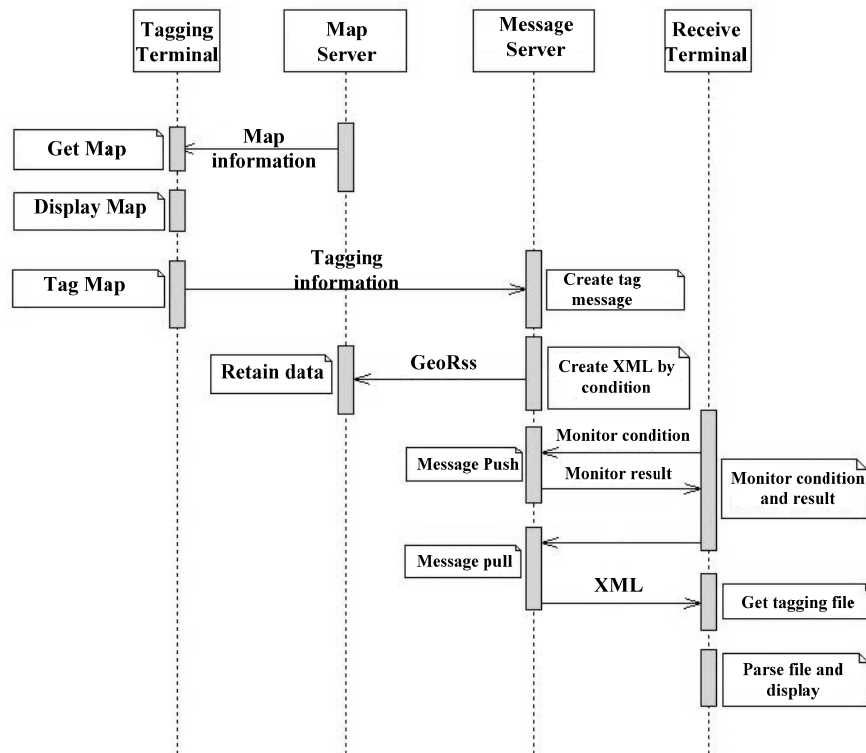 Tagging
Terminal
Map
Server
Message
Server
Receive
Terminal
Get Map
Map
information
Display Map
Tag Map
Tagging
information
Create tag
message
Retain data
GeoRss
Create XML by
condition
Monitor condition
Message Push
Monitor result
Monitor condition
and result
Message pull
XML
Get tagging file
Parse file and
display